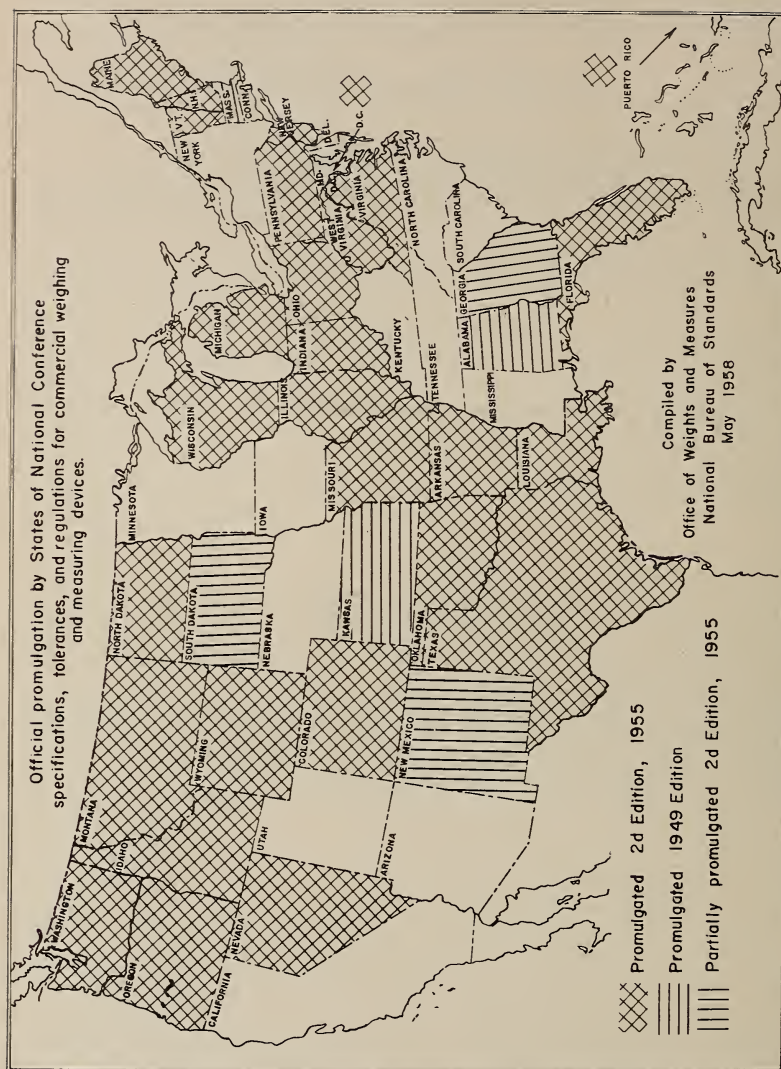 Official promulgation by States of National Conference
specifications, tolerances, and regulations for commercial weighing
and measuring devices.
WASHINGTON
MONTANA
NORTH DAKOTA
MINNESOTA
OREGON
IDAHO
WYOMING
SOUTH DAKOTA
WISCONSIN
MICHIGAN
NEW
YORK
VT.
N.H.
MAINE
MASS.
CONN.
CALIFORNIA
NEVADA
UTAH
COLORADO
NEBRASKA
IOWA
ILLINOIS
INDIANA
OHIO
PENNSYLVANIA
NEW
JERSEY
DEL.
MD.
D.C.
D.C.
WEST
VIRGINIA
VIRGINIA
ARIZONA
NEW MEXICO
KANSAS
MISSOURI
KENTUCKY
OKLAHOMA
TEXAS
ARKANSAS
TENNESSEE
NORTH CAROLINA
SOUTH CAROLINA
LOUISIANA
MISSISSIPPI
ALABAMA
GEORGIA
FLORIDA
PUERTO RICO
Promulgated 2d Edition, 1955
Promulgated 1949 Edition
Partially promulgated 2d Edition, 1955
Compiled by
Office of Weights and Measures
National Bureau of Standards
May 1958